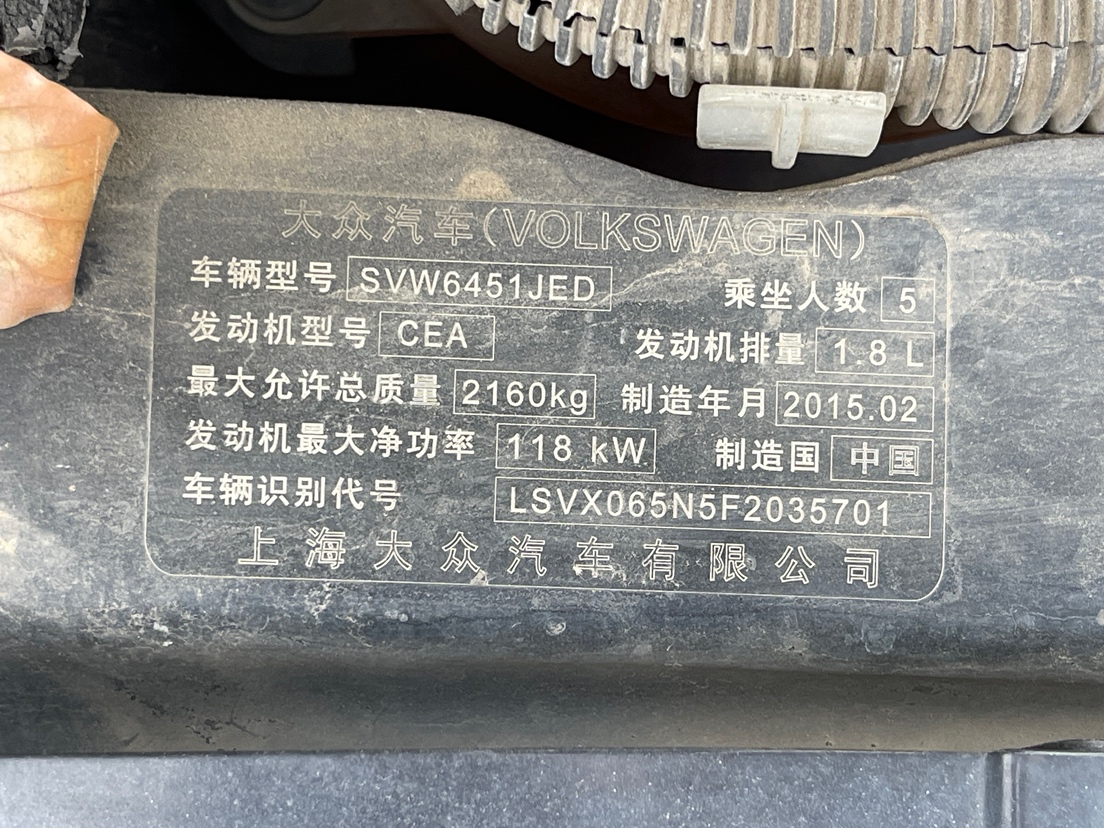 大众汽车(VOLKSWAGEN)
车辆型号 SVW6451JED 乘坐人数 5
发动机型号 CEA 发动机排量 1.8 L
最大允许总质量 2160kg 制造年月 2015.02
发动机最大净功率 118 kW 制造国 中国
车辆识别代号 LSVX065N5F2035701
上海大众汽车有限公司